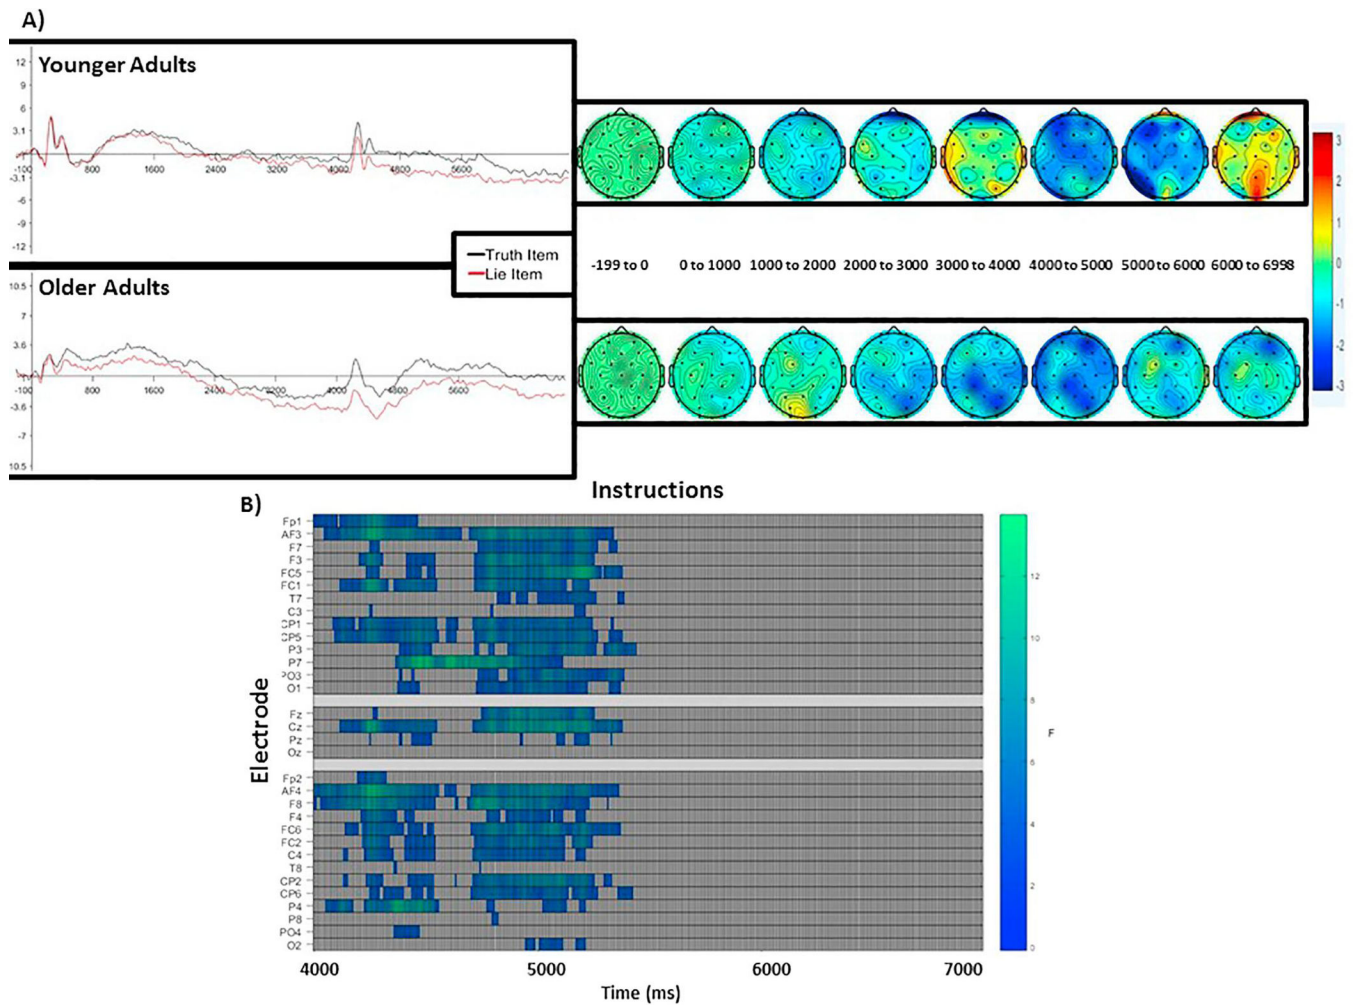 A)
Younger Adults
12
9
6
3.1
-100 800 1600 2400 3200 4000 4800 5600
-3.1
-6
-9
-12
Truth Item
Lie Item
Older Adults
10.5
7
3.6
-100 800 1600 2400 3200 4000 4800 5600
-3.6
-7
10.5
-199 to 0 0 to 1000 1000 to 2000 2000 to 3000 3000 to 4000 4000 to 5000 5000 to 6000 6000 to 6998
3
2
1
0
-1
-2
-3
B)
Instructions
Electrode
Fp1
AF3
F7
F3
FC5
FC1
T7
C3
CP1
CP5
P3
P7
PO3
O1
Fz
Cz
Pz
Oz
Fp2
AF4
F8
F4
FC6
FC2
C4
T8
CP2
CP6
P4
P8
PO4
O2
4000 5000 6000 7000
Time (ms)
12
10
8
6
4
2
0
F